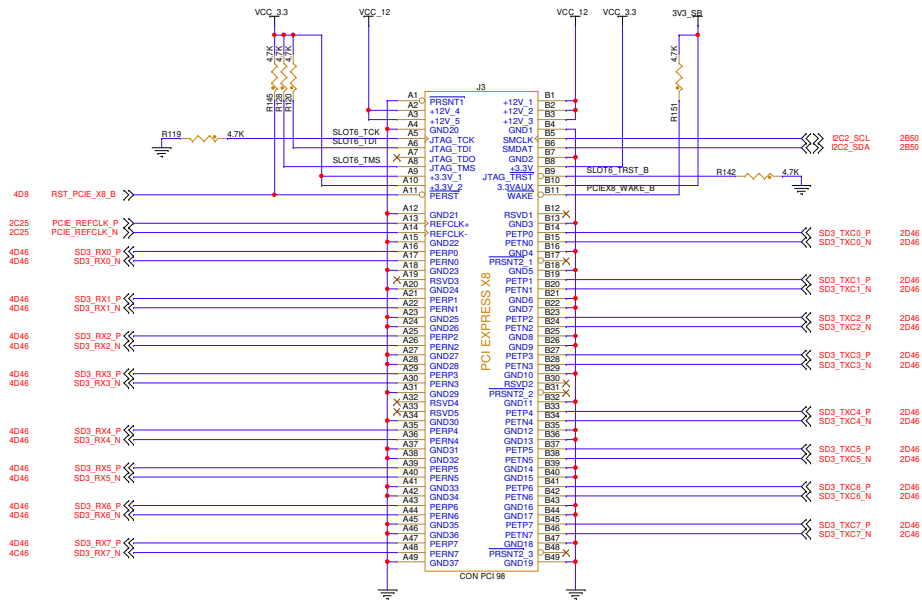 VCC_3.3 VCC_12 VCC_12 VCC_3.3 3V3_SB
4.7K 4.7K 4.7K 4.7K
R145 R128 R120 R151
J3
A1 PRSNT1 +12V_1 B1
A2 +12V_4 +12V_2 B2
A3 +12V_5 +12V_3 B3
A4 GND20 GND1 B4
R119 4.7K SLOT6_TCK A5 JTAG_TCK SMCLK B5 I2C2_SCL 2B50
SLOT6_TDI A6 JTAG_TDI SMDAT B6 I2C2_SDA 2B50
A7 JTAG_TDO GND2 B7
SLOT6_TMS A8 JTAG_TMS +3.3V B8
A9 +3.3V_1 JTAG_TRST B9 SLOT6_TRST_B R142 4.7K
A10 +3.3V_2 3.3VAUX B10
4D8 RST_PCIE_X8_B A11 PERST WAKE B11 PCIEX8_WAKE_B
A12 GND21 RSVD1 B12
2C25 PCIE_REFCLK_P A13 REFCLK+ GND3 B13
2C25 PCIE_REFCLK_N A14 REFCLK- PETP0 B14 SD3_TXC0_P 2D46
A15 GND22 PETN0 B15 SD3_TXC0_N 2D46
4D46 SD3_RX0_P A16 PERP0 GND4 B16
4D46 SD3_RX0_N A17 PERN0 PRSNT2_1 B17
A18 GND23 GND5 B18
A19 RSVD3 PETP1 B19 SD3_TXC1_P 2D46
A20 GND24 PETN1 B20 SD3_TXC1_N 2D46
4D46 SD3_RX1_P A21 PERP1 GND6 B21
4D46 SD3_RX1_N A22 PERN1 GND7 B22
A23 GND25 PETP2 B23 SD3_TXC2_P 2D46
A24 GND26 PETN2 B24 SD3_TXC2_N 2D46
4D46 SD3_RX2_P A25 PERP2 GND8 B25
4D46 SD3_RX2_N A26 PERN2 GND9 B26
A27 GND27 PETP3 B27 SD3_TXC3_P 2D46
A28 GND28 PETN3 B28 SD3_TXC3_N 2D46
4D46 SD3_RX3_P A29 PERP3 GND10 B29
4D46 SD3_RX3_N A30 PERN3 RSVD2 B30
A31 GND29 PRSNT2_2 B31
A32 RSVD4 GND11 B32
A33 RSVD5 PETP4 B33 SD3_TXC4_P 2D46
A34 GND30 PETN4 B34 SD3_TXC4_N 2D46
4D46 SD3_RX4_P A35 PERP4 GND12 B35
4D46 SD3_RX4_N A36 PERN4 GND13 B36
A37 GND31 PETP5 B37 SD3_TXC5_P 2D46
A38 GND32 PETN5 B38 SD3_TXC5_N 2D46
4D46 SD3_RX5_P A39 PERP5 GND14 B39
4D46 SD3_RX5_N A40 PERN5 GND15 B40
A41 GND33 PETP6 B41 SD3_TXC6_P 2D46
A42 GND34 PETN6 B42 SD3_TXC6_N 2D46
4D46 SD3_RX6_P A43 PERP6 GND16 B43
4D46 SD3_RX6_N A44 PERN6 GND17 B44
A45 GND35 PETP7 B45 SD3_TXC7_P 2D46
A46 GND36 PETN7 B46 SD3_TXC7_N 2C46
4D46 SD3_RX7_P A47 PERP7 GND18 B47
4C46 SD3_RX7_N A48 PERN7 PRSNT2_3 B48
A49 GND37 GND19 B49
PCI EXPRESS X8
CON PCI 98